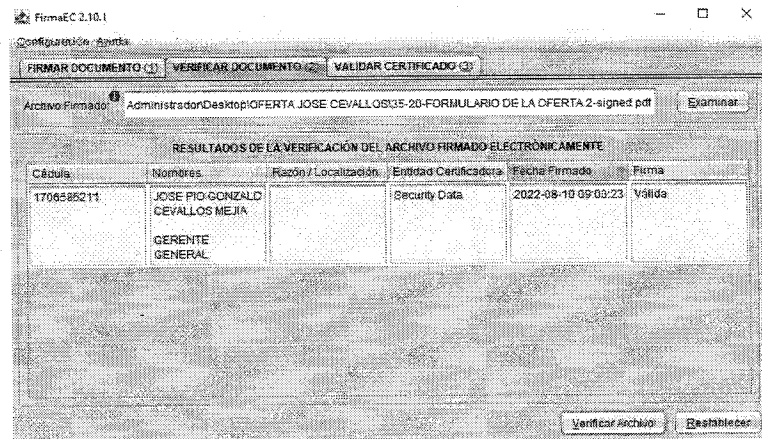 FirmaEC 2.10.1
Configuración Ayuda
FIRMAR DOCUMENTO (1) VERIFICAR DOCUMENTO (2) VALIDAR CERTIFICADO (3)
Archivo Firmado Administrador\Desktop\OFERTA JOSE CEVALLOS\35-20-FORMULARIO DE LA OFERTA 2-signed.pdf Examinar
RESULTADOS DE LA VERIFICACIÓN DEL ARCHIVO FIRMADO ELECTRÓNICAMENTE
Cédula Nombres Razón / Localización Entidad Certificadora Fecha Firmado Firma
1706585211 JOSE PIO GONZALO Security Data 2022-08-10 09:03:23 Válida
CEVALLOS MEJIA
GERENTE
GENERAL
Verificar Archivo Restablecer